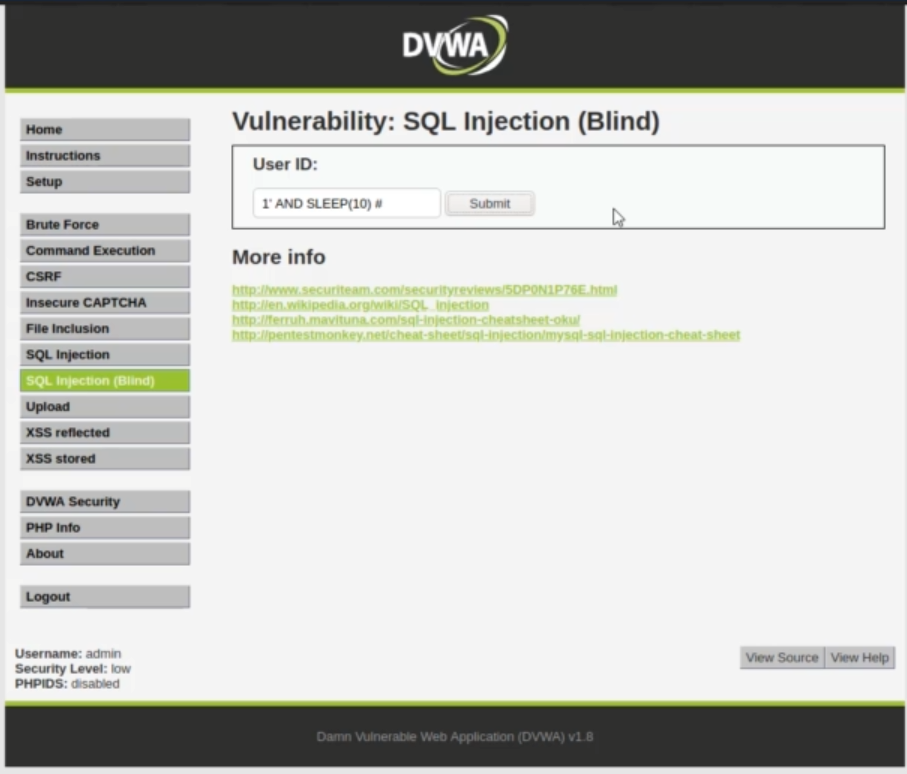 DVWA
Vulnerability: SQL Injection (Blind)
Home
Instructions
Setup
Brute Force
Command Execution
CSRF
Insecure CAPTCHA
File Inclusion
SQL Injection
SQL Injection (Blind)
Upload
XSS reflected
XSS stored
DVWA Security
PHP Info
About
Logout
User ID:
1' AND SLEEP(10) #
Submit
More info
http://www.securiteam.com/securityreviews/5DP0N1P76E.html
http://en.wikipedia.org/wiki/SQL_injection
http://ferruh.mavituna.com/sql-injection-cheatsheet-oku/
http://pentestmonkey.net/cheat-sheet/sql-injection/mysql-sql-injection-cheat-sheet
Username: admin
Security Level: low
PHPIDS: disabled
View Source View Help
Damn Vulnerable Web Application (DVWA) v1.8